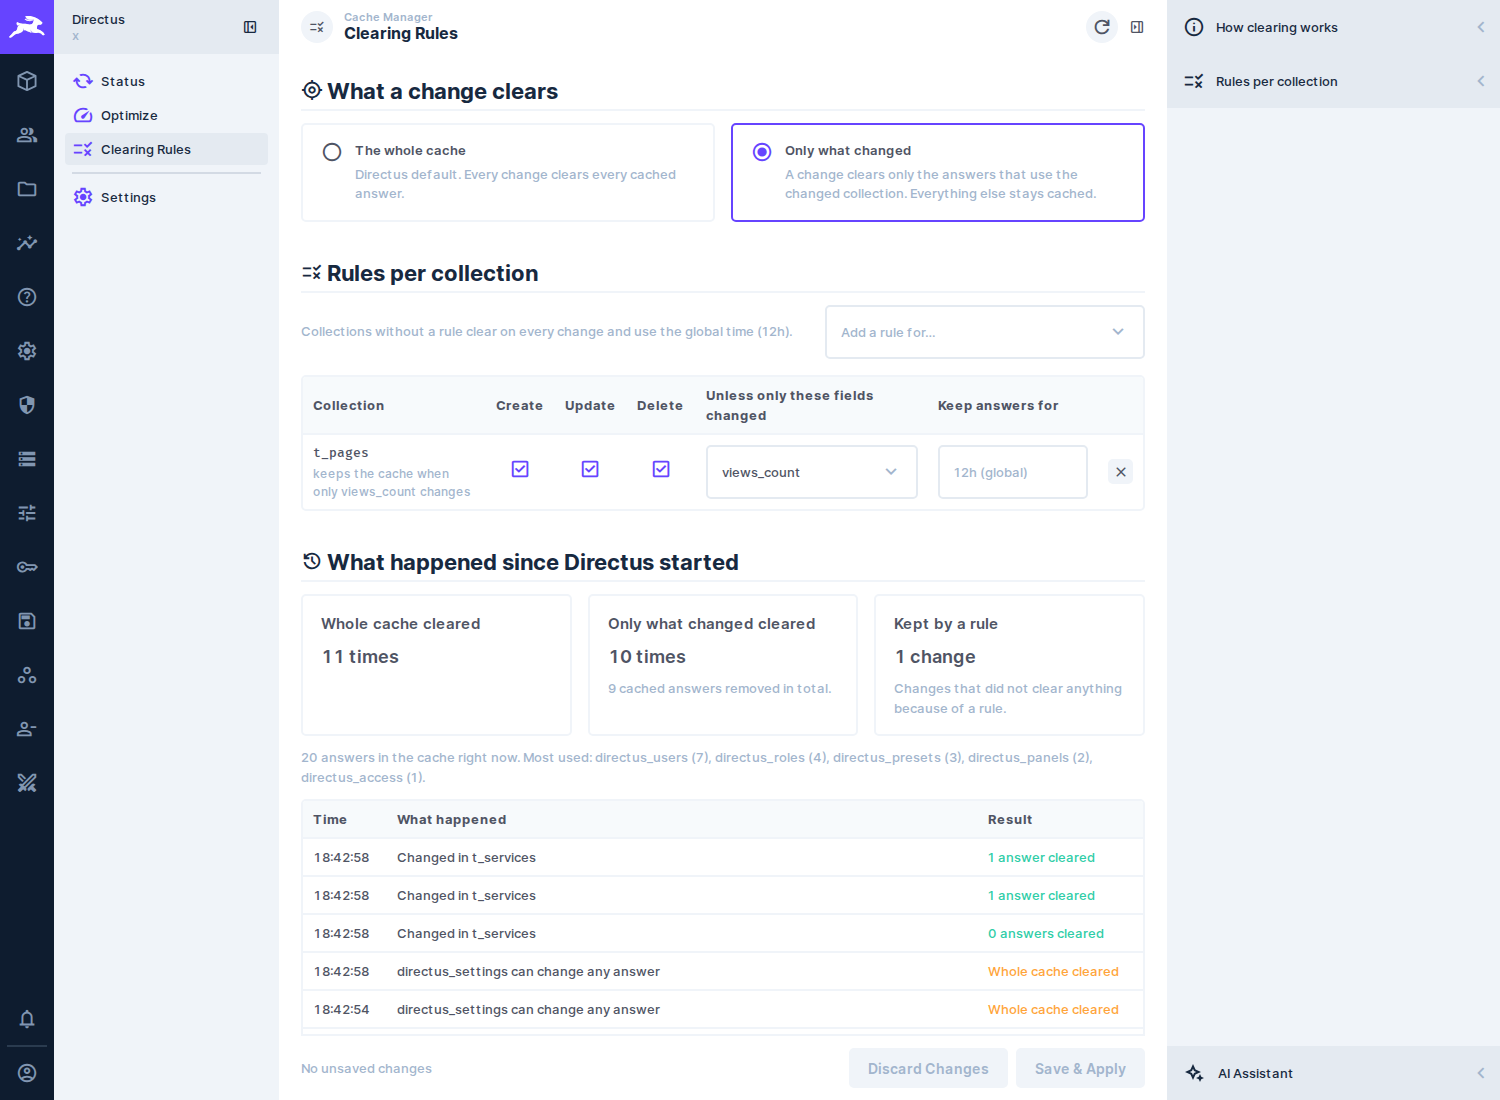 Directus
x
Status
Optimize
Clearing Rules
Settings
Cache Manager
Clearing Rules
What a change clears
The whole cache
Directus default. Every change clears every cached
answer.
Only what changed
A change clears only the answers that use the
changed collection. Everything else stays cached.
Rules per collection
Collections without a rule clear on every change and use the global time (12h).
Add a rule for...
Collection
Create
Update
Delete
Unless only these fields
changed
Keep answers for
t_pages
keeps the cache when
only views_count changes
views_count
12h (global)
What happened since Directus started
Whole cache cleared
11 times
Only what changed cleared
10 times
9 cached answers removed in total.
Kept by a rule
1 change
Changes that did not clear anything
because of a rule.
20 answers in the cache right now. Most used: directus_users (7), directus_roles (4), directus_presets (3), directus_panels (2),
directus_access (1).
Time What happened Result
18:42:58 Changed in t_services 1 answer cleared
18:42:58 Changed in t_services 1 answer cleared
18:42:58 Changed in t_services 0 answers cleared
18:42:58 directus_settings can change any answer Whole cache cleared
18:42:54 directus_settings can change any answer Whole cache cleared
No unsaved changes
Discard Changes
Save & Apply
How clearing works
Rules per collection
AI Assistant